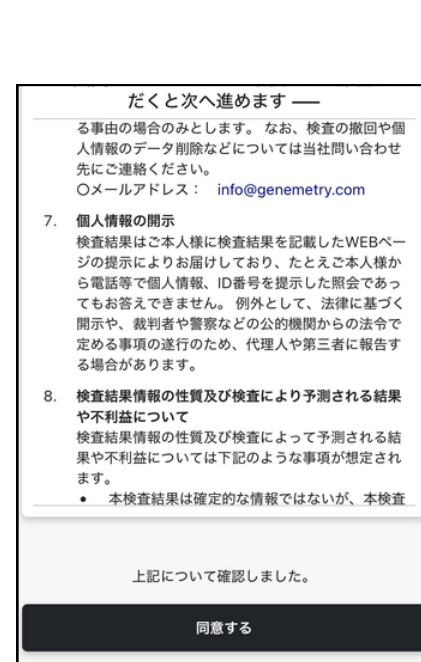 だくと次へ進めます ──
る事由の場合のみとします。 なお、検査の撤回や個
人情報のデータ削除などについては当社問い合わせ
先にご連絡ください。
○メールアドレス： info@genemetry.com
7. 個人情報の開示
検査結果はご本人様に検査結果を記載したWEBペー
ジの提示によりお届けしており、たとえご本人様か
ら電話等で個人情報、ID番号を提示した照会であっ
てもお答えできません。 例外として、法律に基づく
開示や、裁判者や警察などの公的機関からの法令で
定める事項の遂行のため、代理人や第三者に報告す
る場合があります。
8. 検査結果情報の性質及び検査により予測される結果
や不利益について
検査結果情報の性質及び検査によって予測される結
果や不利益については下記のような事項が想定され
ます。
• 本検査結果は確定的な情報ではないが、本検査
上記について確認しました。
同意する